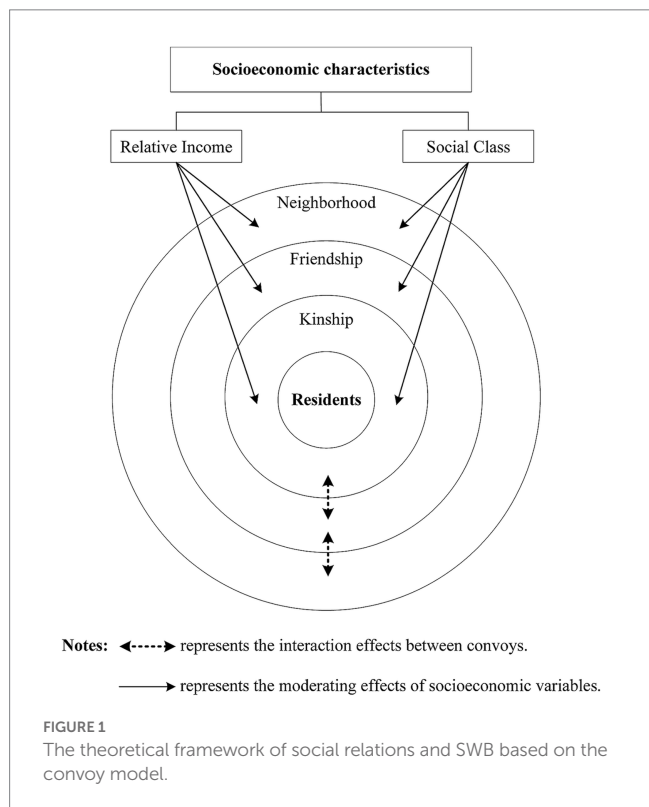 Socioeconomic characteristics
Relative Income
Social Class
Neighborhood
Friendship
Kinship
Residents
Notes: represents the interaction effects between convoys.
represents the moderating effects of socioeconomic variables.
FIGURE 1
The theoretical framework of social relations and SWB based on the
convoy model.